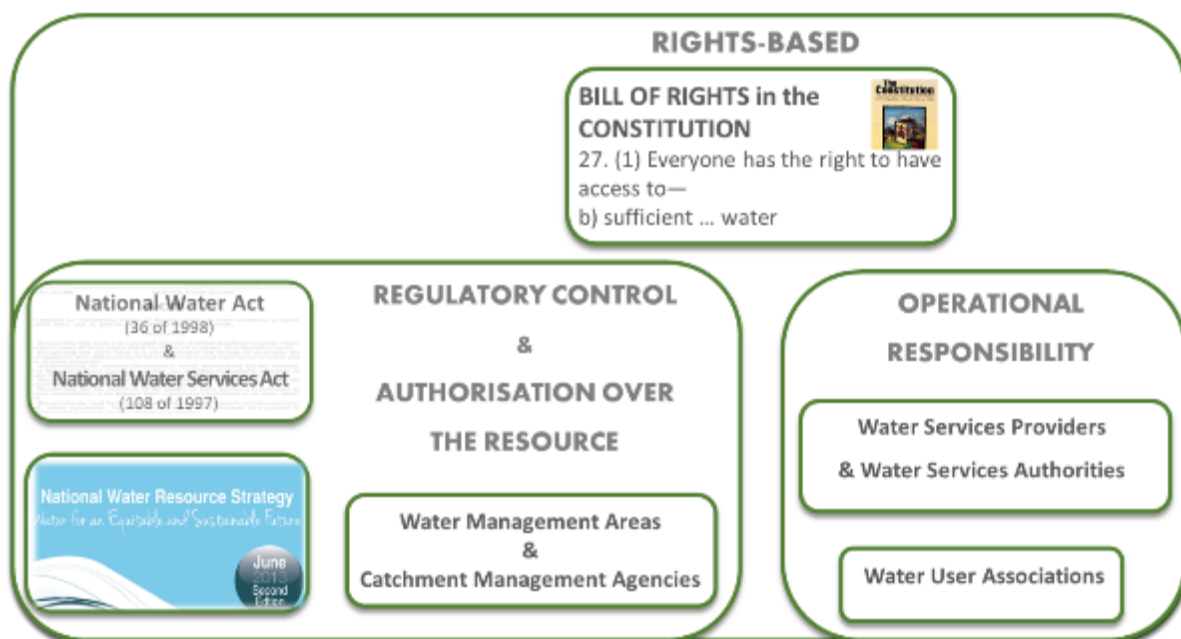 RIGHTS-BASED
BILL OF RIGHTS in the
CONSTITUTION
The
Constitution
27. (1) Everyone has the right to have
access to—
b) sufficient ... water
National Water Act
(36 of 1998)
&
National Water Services Act
(108 of 1997)
National Water Resource Strategy
Water for an Equitable and Sustainable Future
June
2013
Second
Edition
REGULATORY CONTROL
&
AUTHORISATION OVER
THE RESOURCE
Water Management Areas
&
Catchment Management Agencies
OPERATIONAL
RESPONSIBILITY
Water Services Providers
& Water Services Authorities
Water User Associations